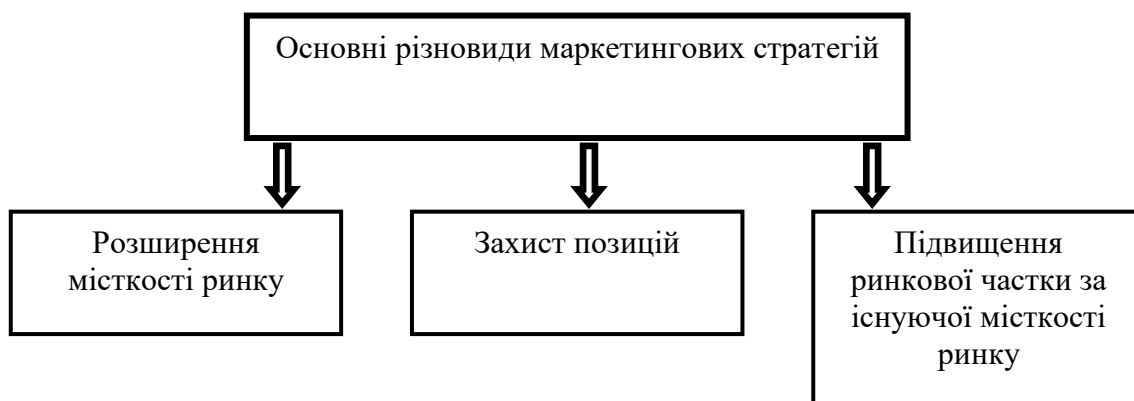 Основні різновиди маркетингових стратегій
Розширення
місткості ринку
Захист позицій
Підвищення
ринкової частки за
існуючої місткості
ринку